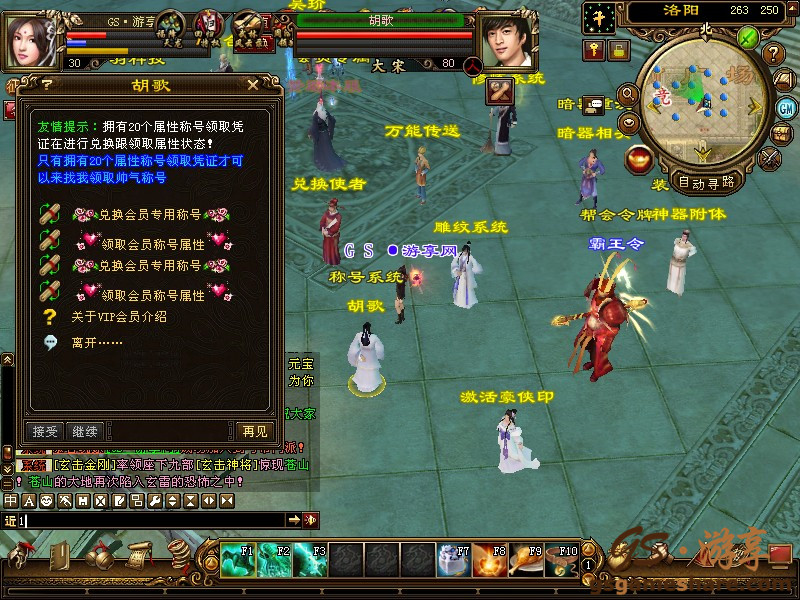 GS·游享
30
胡歌
大宋
80
洛阳
263 250
北
自动寻路
GM
胡歌
友情提示：拥有20个属性称号领取凭
证在进行兑换跟领取属性状态！
只有拥有20个属性称号领取凭证才可
以来找我领取帅气称号
兑换会员专用称号
领取会员称号属性
兑换会员专用称号
领取会员称号属性
关于VIP会员介绍
离开……
接受
继续
再见
万能传送
兑换使者
雕纹系统
GS
游享网
称号系统
胡歌
帮会令牌
神器附体
霸王令
激活豪侠印
元宝
为你
[玄击金刚]率领座下九部[玄击神将]惊现苍山
！苍山的大地再次陷入玄雷的恐怖之中！
近 1
F1
F2
F3
F7
F8
F9
F10
1
GS·游享